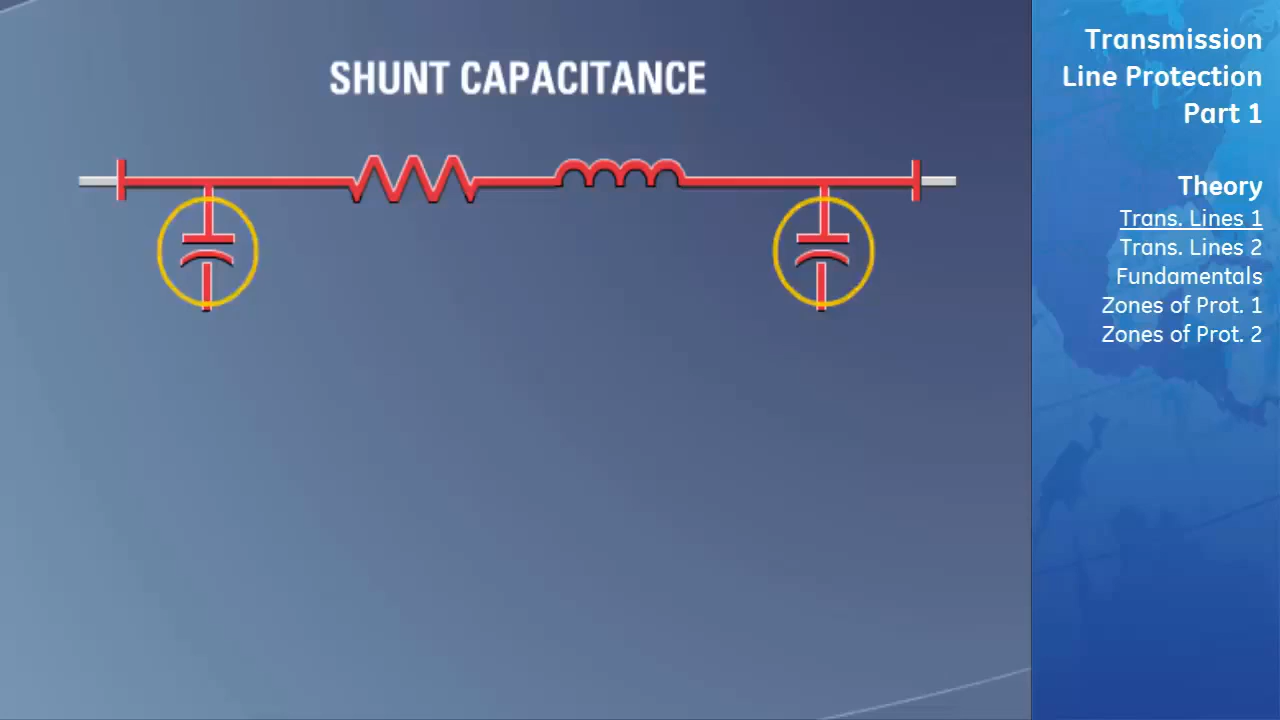 SHUNT CAPACITANCE
Transmission
Line Protection
Part 1
Theory
Trans. Lines 1
Trans. Lines 2
Fundamentals
Zones of Prot. 1
Zones of Prot. 2